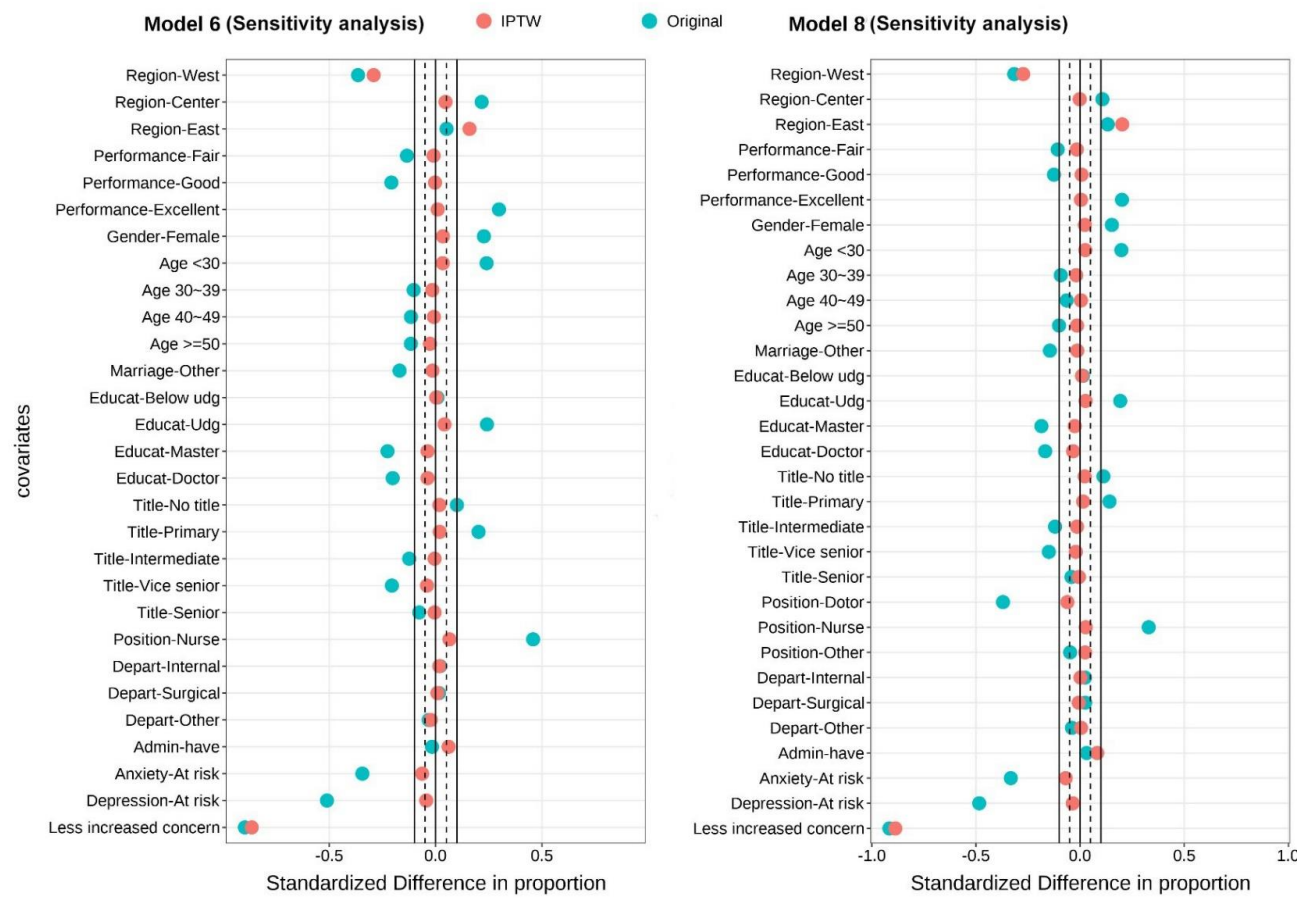 Model 6 (Sensitivity analysis)
IPTW
Original
Model 8 (Sensitivity analysis)
covariates
Region-West
Region-Center
Region-East
Performance-Fair
Performance-Good
Performance-Excellent
Gender-Female
Age <30
Age 30~39
Age 40~49
Age >=50
Marriage-Other
Educat-Below udg
Educat-Udg
Educat-Master
Educat-Doctor
Title-No title
Title-Primary
Title-Intermediate
Title-Vice senior
Title-Senior
Position-Nurse
Depart-Internal
Depart-Surgical
Depart-Other
Admin-have
Anxiety-At risk
Depression-At risk
Less increased concern
-0.5 0.0 0.5
Standardized Difference in proportion
Region-West
Region-Center
Region-East
Performance-Fair
Performance-Good
Performance-Excellent
Gender-Female
Age <30
Age 30~39
Age 40~49
Age >=50
Marriage-Other
Educat-Below udg
Educat-Udg
Educat-Master
Educat-Doctor
Title-No title
Title-Primary
Title-Intermediate
Title-Vice senior
Title-Senior
Position-Dotor
Position-Nurse
Position-Other
Depart-Internal
Depart-Surgical
Depart-Other
Admin-have
Anxiety-At risk
Depression-At risk
Less increased concern
-1.0 -0.5 0.0 0.5 1.0
Standardized Difference in proportion